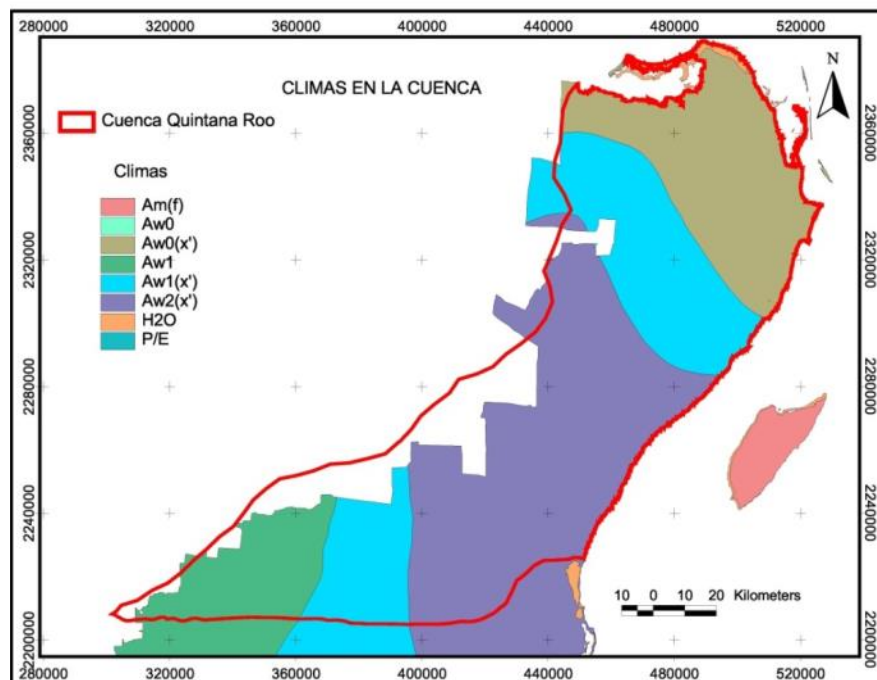 280000 320000 360000 400000 440000 480000 520000
N
CLIMAS EN LA CUENCA
Cuenca Quintana Roo
Climas
Am(f)
Aw0
Aw0(x')
Aw1
Aw1(x')
Aw2(x')
H2O
P/E
2360000 2360000
2320000 2320000
2280000 2280000
2240000 2240000
2200000 2200000
10 0 10 20 Kilometers
280000 320000 360000 400000 440000 480000 520000